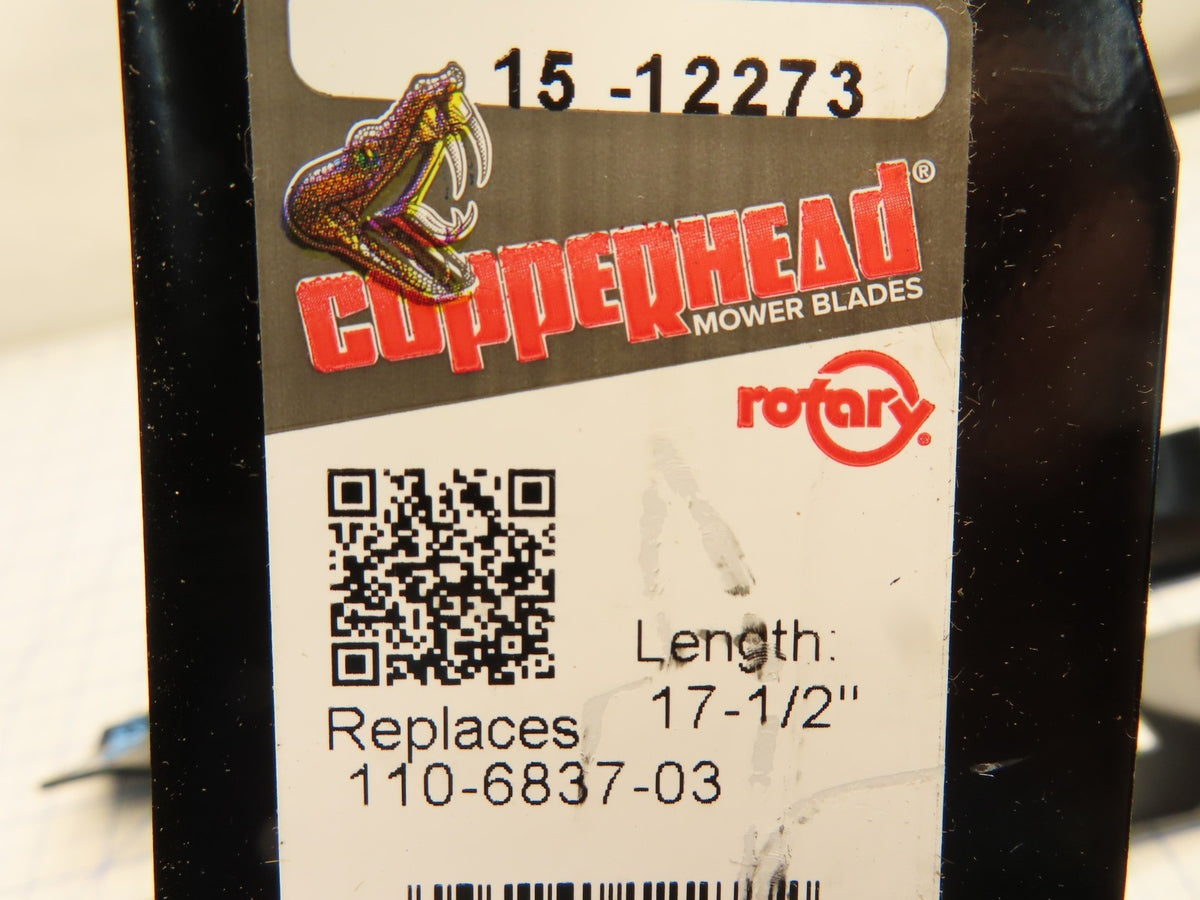 15 -12273
COPPERHEAD®
MOWER BLADES
rotary®
Length:
17-1/2"
Replaces
110-6837-03